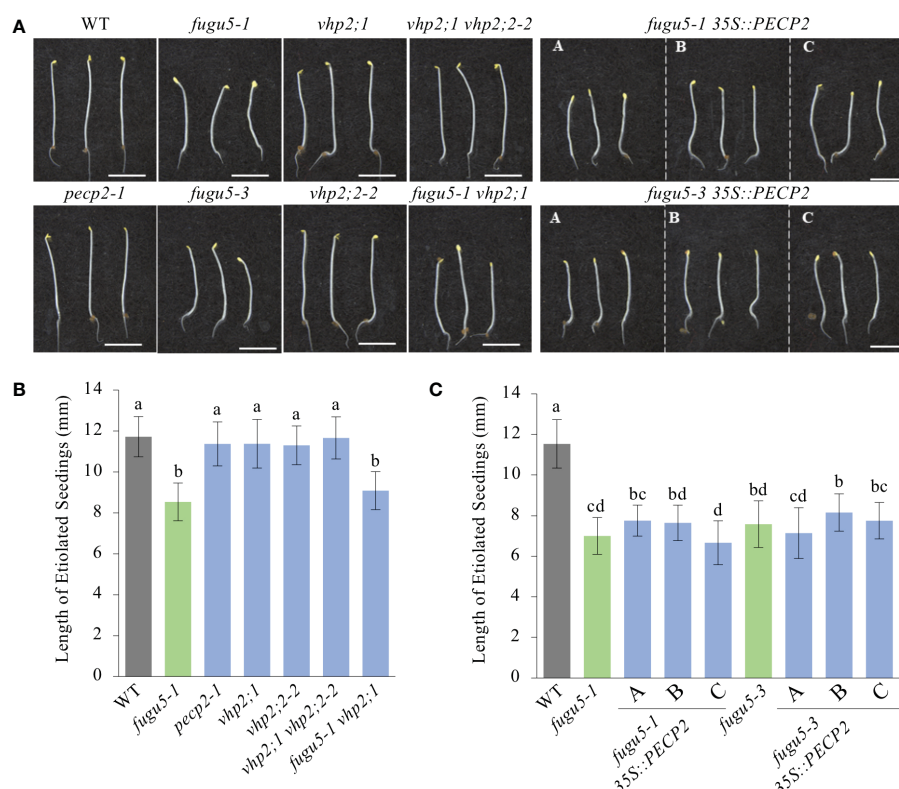 A
WT fugu5-1 vhp2;1 vhp2;1 vhp2;2-2 fugu5-1 35S::PECP2
A B C
pecp2-1 fugu5-3 vhp2;2-2 fugu5-1 vhp2;1 fugu5-3 35S::PECP2
A B C
B
Length of Etiolated Seedings (mm)
14
12
10
8
6
4
2
0
a b a a a a b
WT fugu5-1 pecp2-1 vhp2;1 vhp2;2-2 vhp2;1 vhp2;2-2 fugu5-1 vhp2;1
C
Length of Etiolated Seedings (mm)
14
12
10
8
6
4
2
0
a cd bc bd d bd cd b bc
WT fugu5-1 A B C fugu5-3 A B C
fugu5-1
35S::PECP2
fugu5-3
35S::PECP2